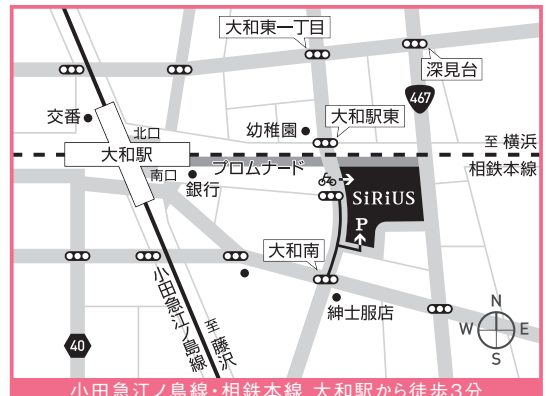 大和東一丁目
深見台
467
交番
北口
幼稚園
大和駅東
至 横浜
大和駅
相鉄本線
プロムナード
南口
銀行
SiRiUS
P
大和南
小田急江ノ島線
至 藤沢
紳士服店
40
N
W E
S
小田急江ノ島線・相鉄本線 大和駅から徒歩3分